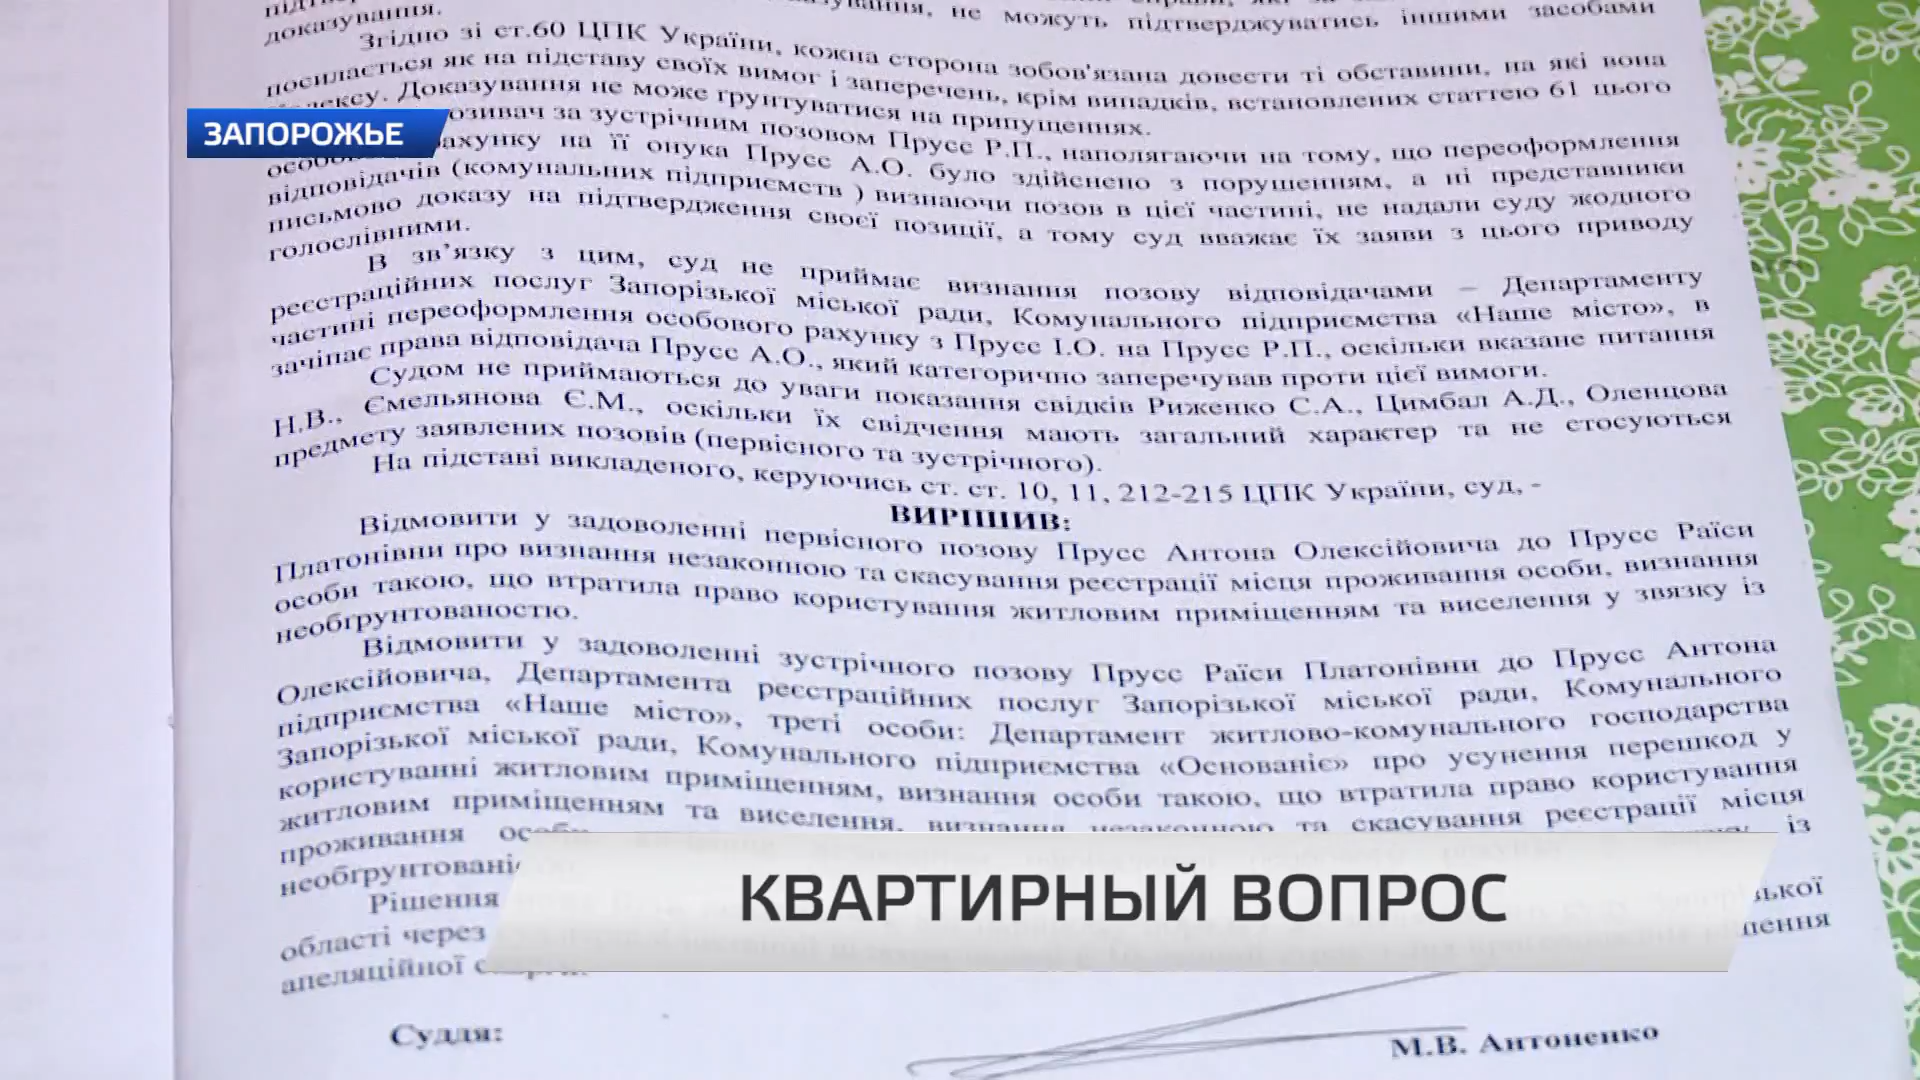 доказування.
не можуть підтверджуватись іншими засобами
Згідно зі ст.60 ЦПК України, кожна сторона зобов'язана довести ті обставини, на які вона
посилається як на підставу своїх вимог і заперечень, крім випадків, встановлених статтею 61 цього
Доказування не може ґрунтуватися на припущеннях.
ЗАПОРОЖЬЕ
за зустрічним позовом Прусс Р.П., наполягаючи на тому, що переоформлення
на її онука Прусс А.О. було здійснено з порушенням, а ні представники
відповідачів (комунальних підприємств ) визнаючи позов в цієї частині, не надали суду жодного
письмово доказу на підтвердження своєї позиції, а тому суд вважає їх заяви з цього приводу
голослівними.
В зв’язку з цим, суд не приймає визнання позову відповідачами – Департаменту
реєстраційних послуг Запорізької міської ради, Комунального підприємства «Наше місто», в
частині переоформлення особового рахунку з Прусс І.О. на Прусс Р.П., оскільки вказане питання
зачіпає права відповідача Прусс А.О., який категорично заперечував проти цієї вимоги.
Судом не приймаються до уваги показання свідків Риженко С.А., Цимбал А.Д., Оленцова
Н.В., Ємельянова Є.М., оскільки їх свідчення мають загальний характер та не стосуються
предмету заявлених позовів (первісного та зустрічного).
На підставі викладеного, керуючись ст. ст. 10, 11, 212-215 ЦПК України, суд, -
ВИРІШИВ:
Відмовити у задоволенні первісного позову Прусс Антона Олексійовича до Прусс Раїси
Платонівни про визнання незаконною та скасування реєстрації місця проживання особи, визнання
особи такою, що втратила право користування житловим приміщенням та виселення у звязку із
необґрунтованостю.
Відмовити у задоволенні зустрічного позову Прусс Раїси Платонівни до Прусс Антона
Олексійовича, Департамента реєстраційних послуг Запорізької міської ради, Комунального
підприємства «Наше місто», треті особи: Департамент житлово-комунального господарства
Запорізької міської ради, Комунального підприємства «Основаніє» про усунення перешкод у
користуванні житловим приміщенням, визнання особи такою, що втратила право користування
житловим приміщенням та виселення, визнання незаконною та скасування реєстрації місця
проживання
із
Рішення
області через
апеляційної
КВАРТИРНЫЙ ВОПРОС
Суддя:
М.В. Антоненко